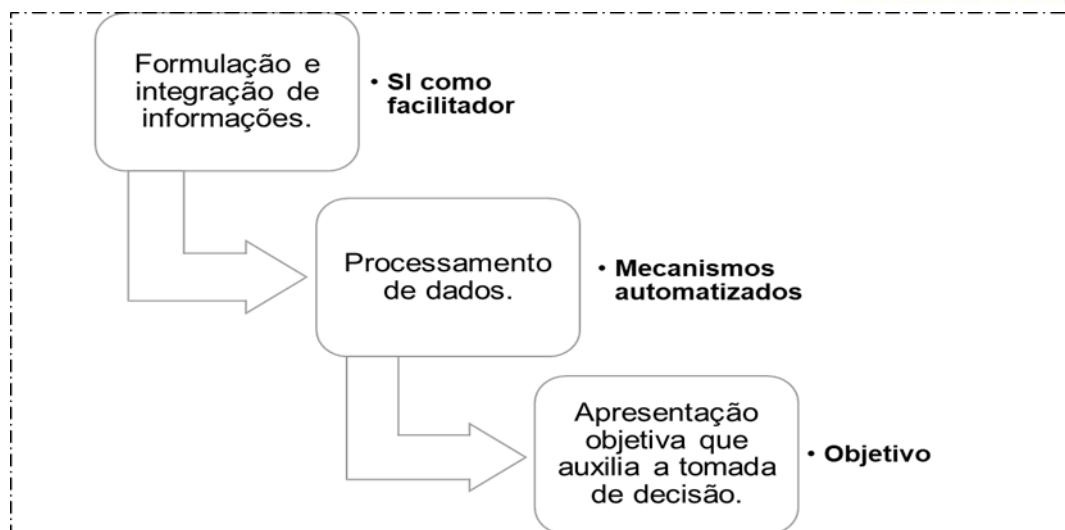 Formulação e
integração de
informações.
• SI como
facilitador
Processamento
de dados.
• Mecanismos
automatizados
Apresentação
objetiva que
auxilia a tomada
de decisão.
• Objetivo